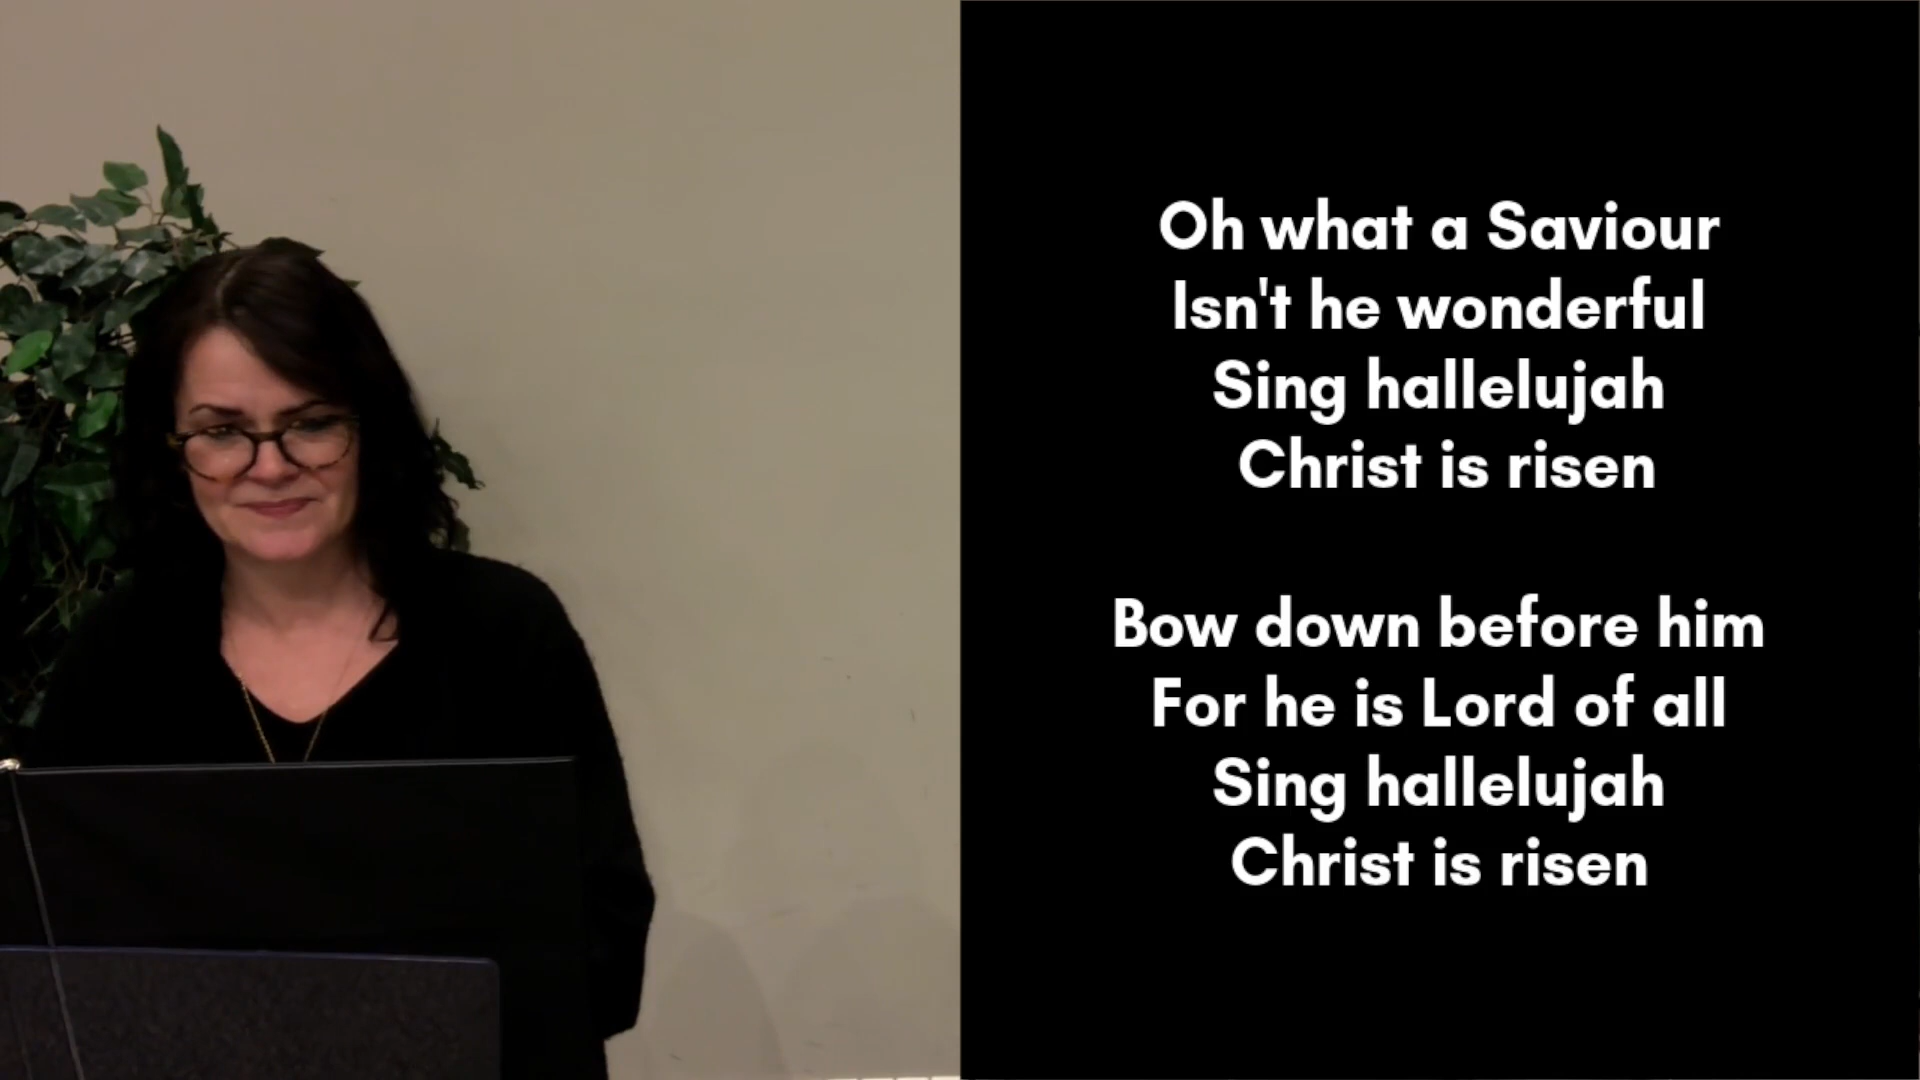 Oh what a Saviour
Isn't he wonderful
Sing hallelujah
Christ is risen
Bow down before him
For he is Lord of all
Sing hallelujah
Christ is risen